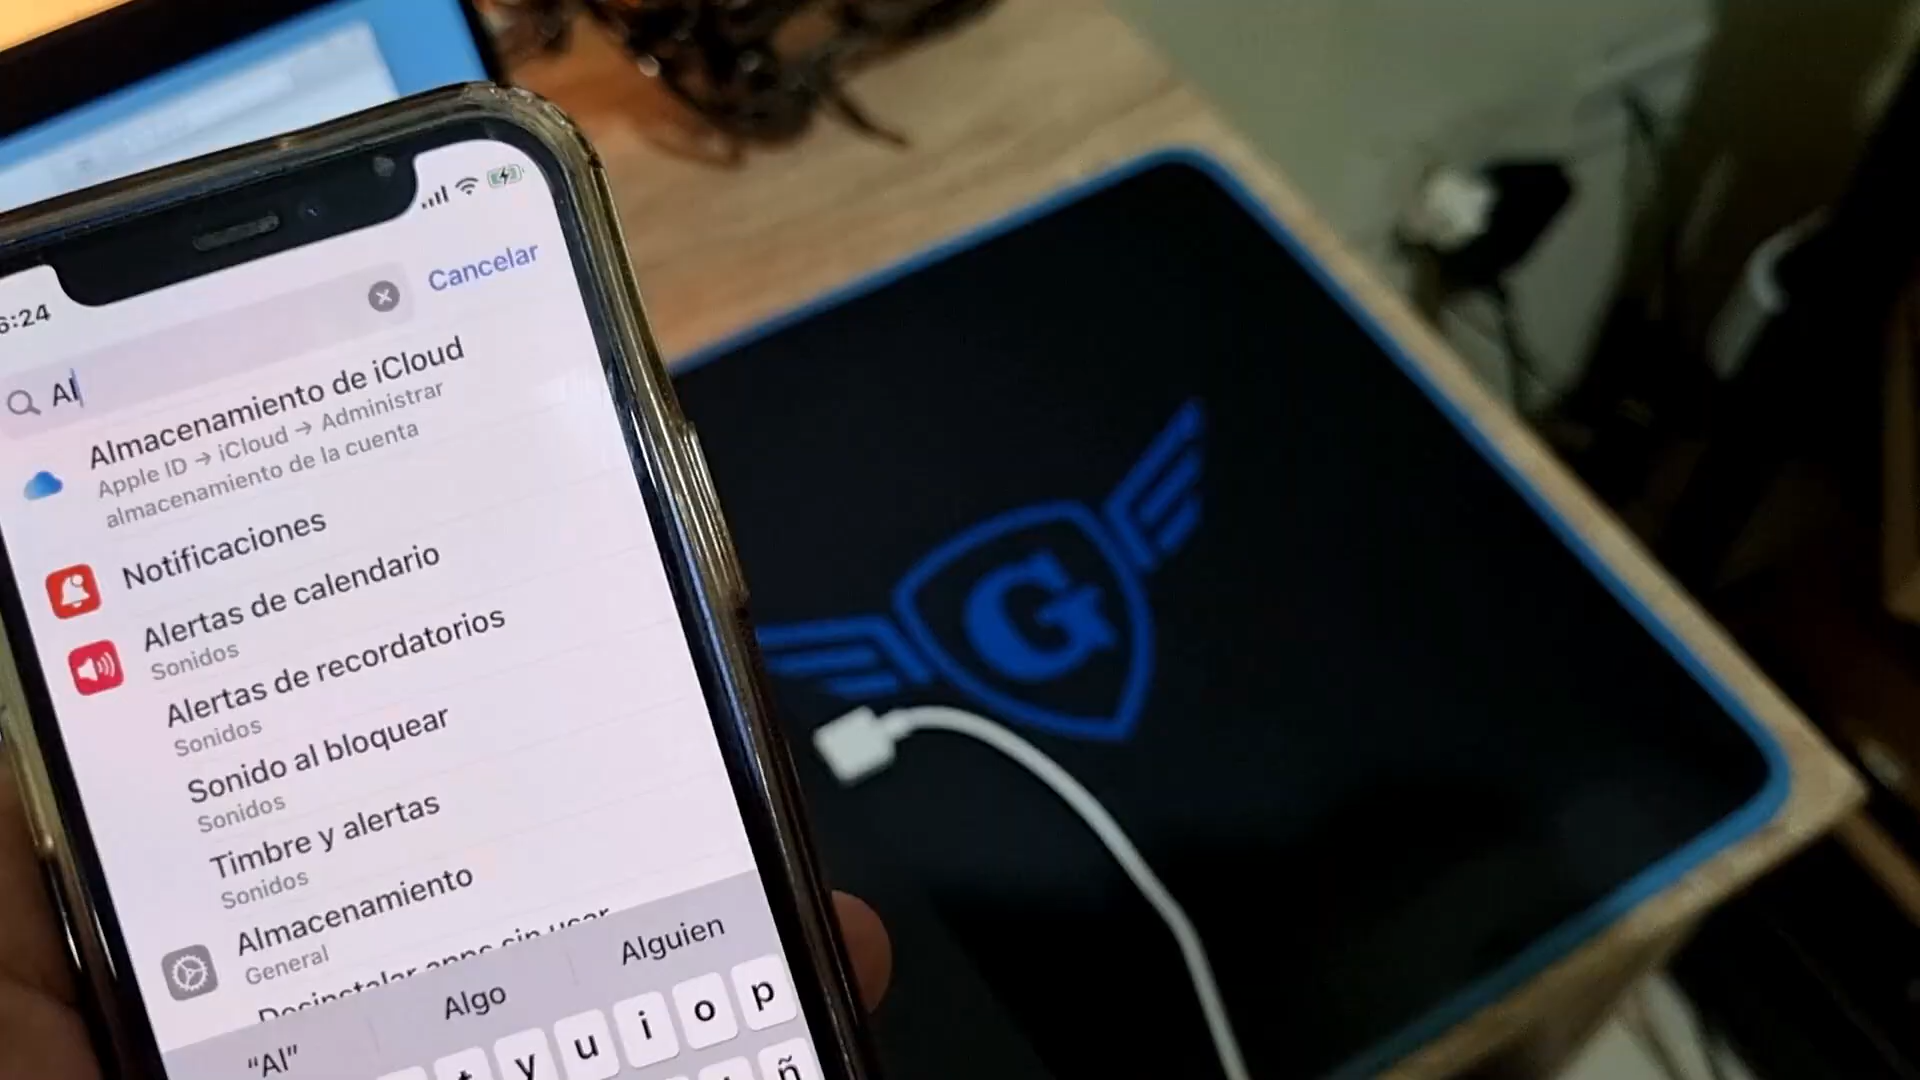 6:24
Cancelar
Al
Almacenamiento de iCloud
Apple ID → iCloud → Administrar
almacenamiento de la cuenta
Notificaciones
Alertas de calendario
Sonidos
Alertas de recordatorios
Sonidos
Sonido al bloquear
Sonidos
Timbre y alertas
Sonidos
Almacenamiento
General
Desinstalar apps sin usar
“Al” Algo Alguien
t y u i o p
ñ
G